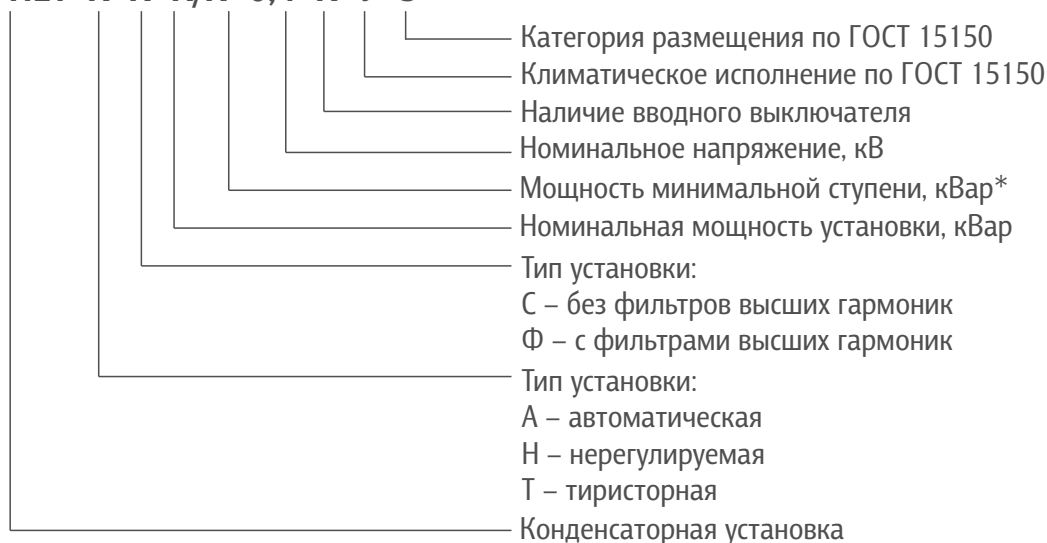 Категория размещения по ГОСТ 15150
Климатическое исполнение по ГОСТ 15150
Наличие вводного выключателя
Номинальное напряжение, кВ
Мощность минимальной ступени, кВар*
Номинальная мощность установки, кВар
Тип установки:
С – без фильтров высших гармоник
Ф – с фильтрами высших гармоник
Тип установки:
А – автоматическая
Н – нерегулируемая
Т – тиристорная
Конденсаторная установка